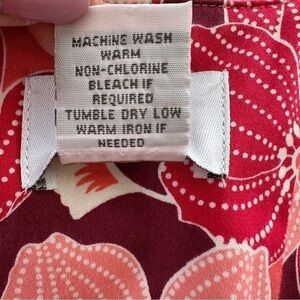 MACHINE WASH
WARM
NON-CHLORINE
BLEACH IF
REQUIRED
TUMBLE DRY LOW
WARM IRON IF
NEEDED